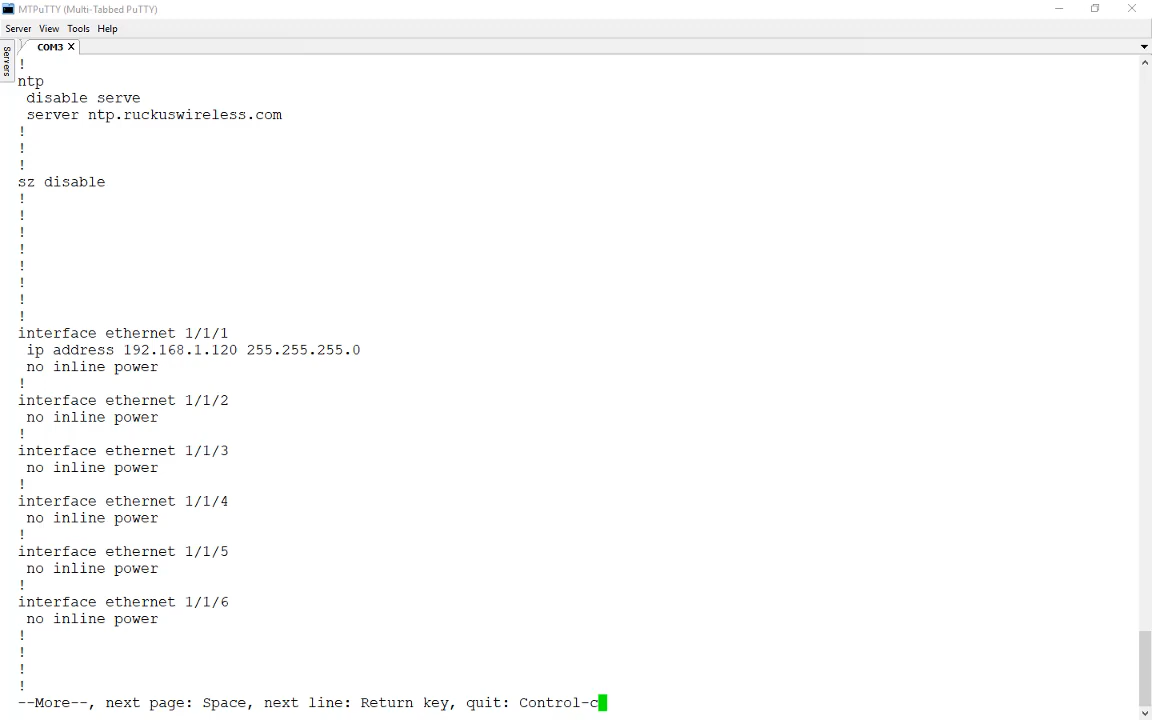 MTPuTTY (Multi-Tabbed PuTTY)
Server View Tools Help
COM3 X
Servers
!
ntp
disable serve
server ntp.ruckuswireless.com
!
!
!
sz disable
!
!
!
!
!
!
!
!
interface ethernet 1/1/1
ip address 192.168.1.120 255.255.255.0
no inline power
!
interface ethernet 1/1/2
no inline power
!
interface ethernet 1/1/3
no inline power
!
interface ethernet 1/1/4
no inline power
!
interface ethernet 1/1/5
no inline power
!
interface ethernet 1/1/6
no inline power
!
!
!
!
--More--, next page: Space, next line: Return key, quit: Control-c